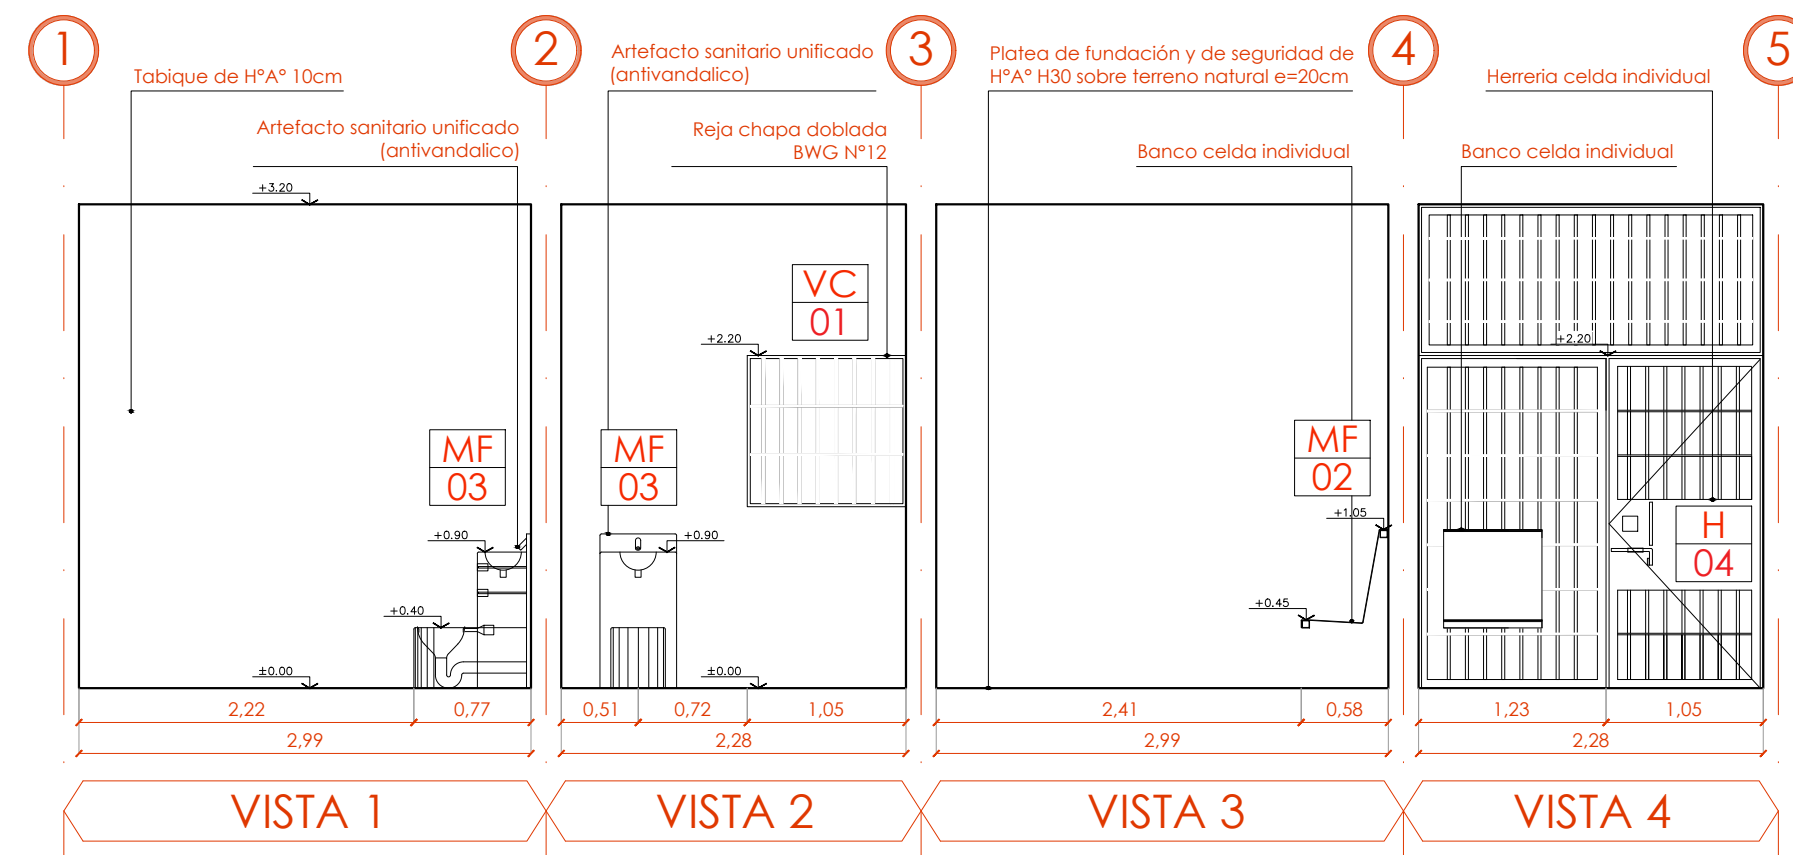 1
2
3
4
5
Tabique de H°A° 10cm
Artefacto sanitario unificado
(antivandalico)
Artefacto sanitario unificado
(antivandalico)
Reja chapa doblada
BWG N°12
Platea de fundación y de seguridad de
H°A° H30 sobre terreno natural e=20cm
Banco celda individual
Herreria celda individual
Banco celda individual
+3.20
MF
03
+0.90
+0.40
±0.00
2,22
0,77
2,99
VISTA 1
VC
01
+2.20
MF
03
+0.90
±0.00
0,51
0,72
1,05
2,28
VISTA 2
MF
02
+1.05
+0.45
2,41
0,58
2,99
VISTA 3
+2.20
H
04
1,23
1,05
2,28
VISTA 4